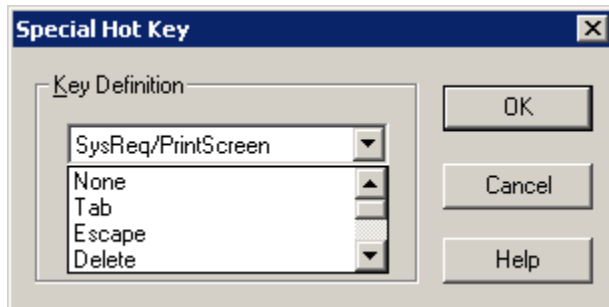 Special Hot Key
Key Definition
SysReq/PrintScreen
None
Tab
Escape
Delete
OK
Cancel
Help